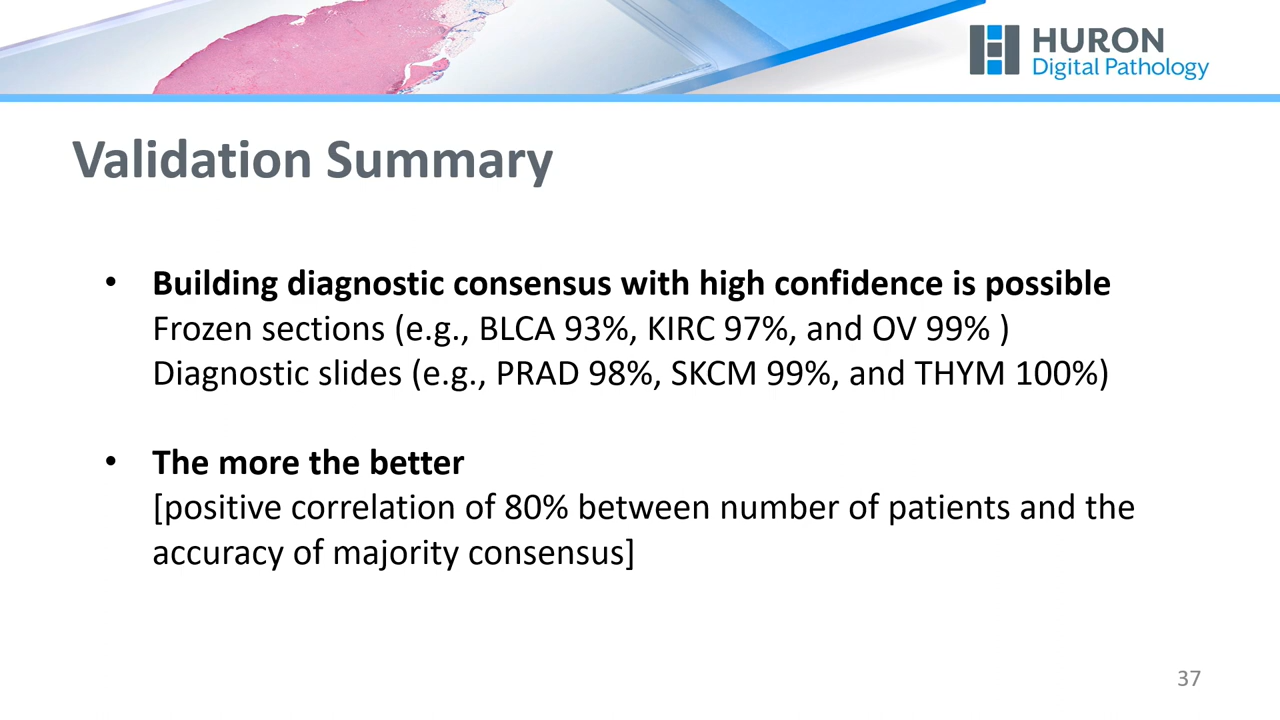 HURON
Digital Pathology
Validation Summary
• Building diagnostic consensus with high confidence is possible
Frozen sections (e.g., BLCA 93%, KIRC 97%, and OV 99% )
Diagnostic slides (e.g., PRAD 98%, SKCM 99%, and THYM 100%)
• The more the better
[positive correlation of 80% between number of patients and the
accuracy of majority consensus]
37